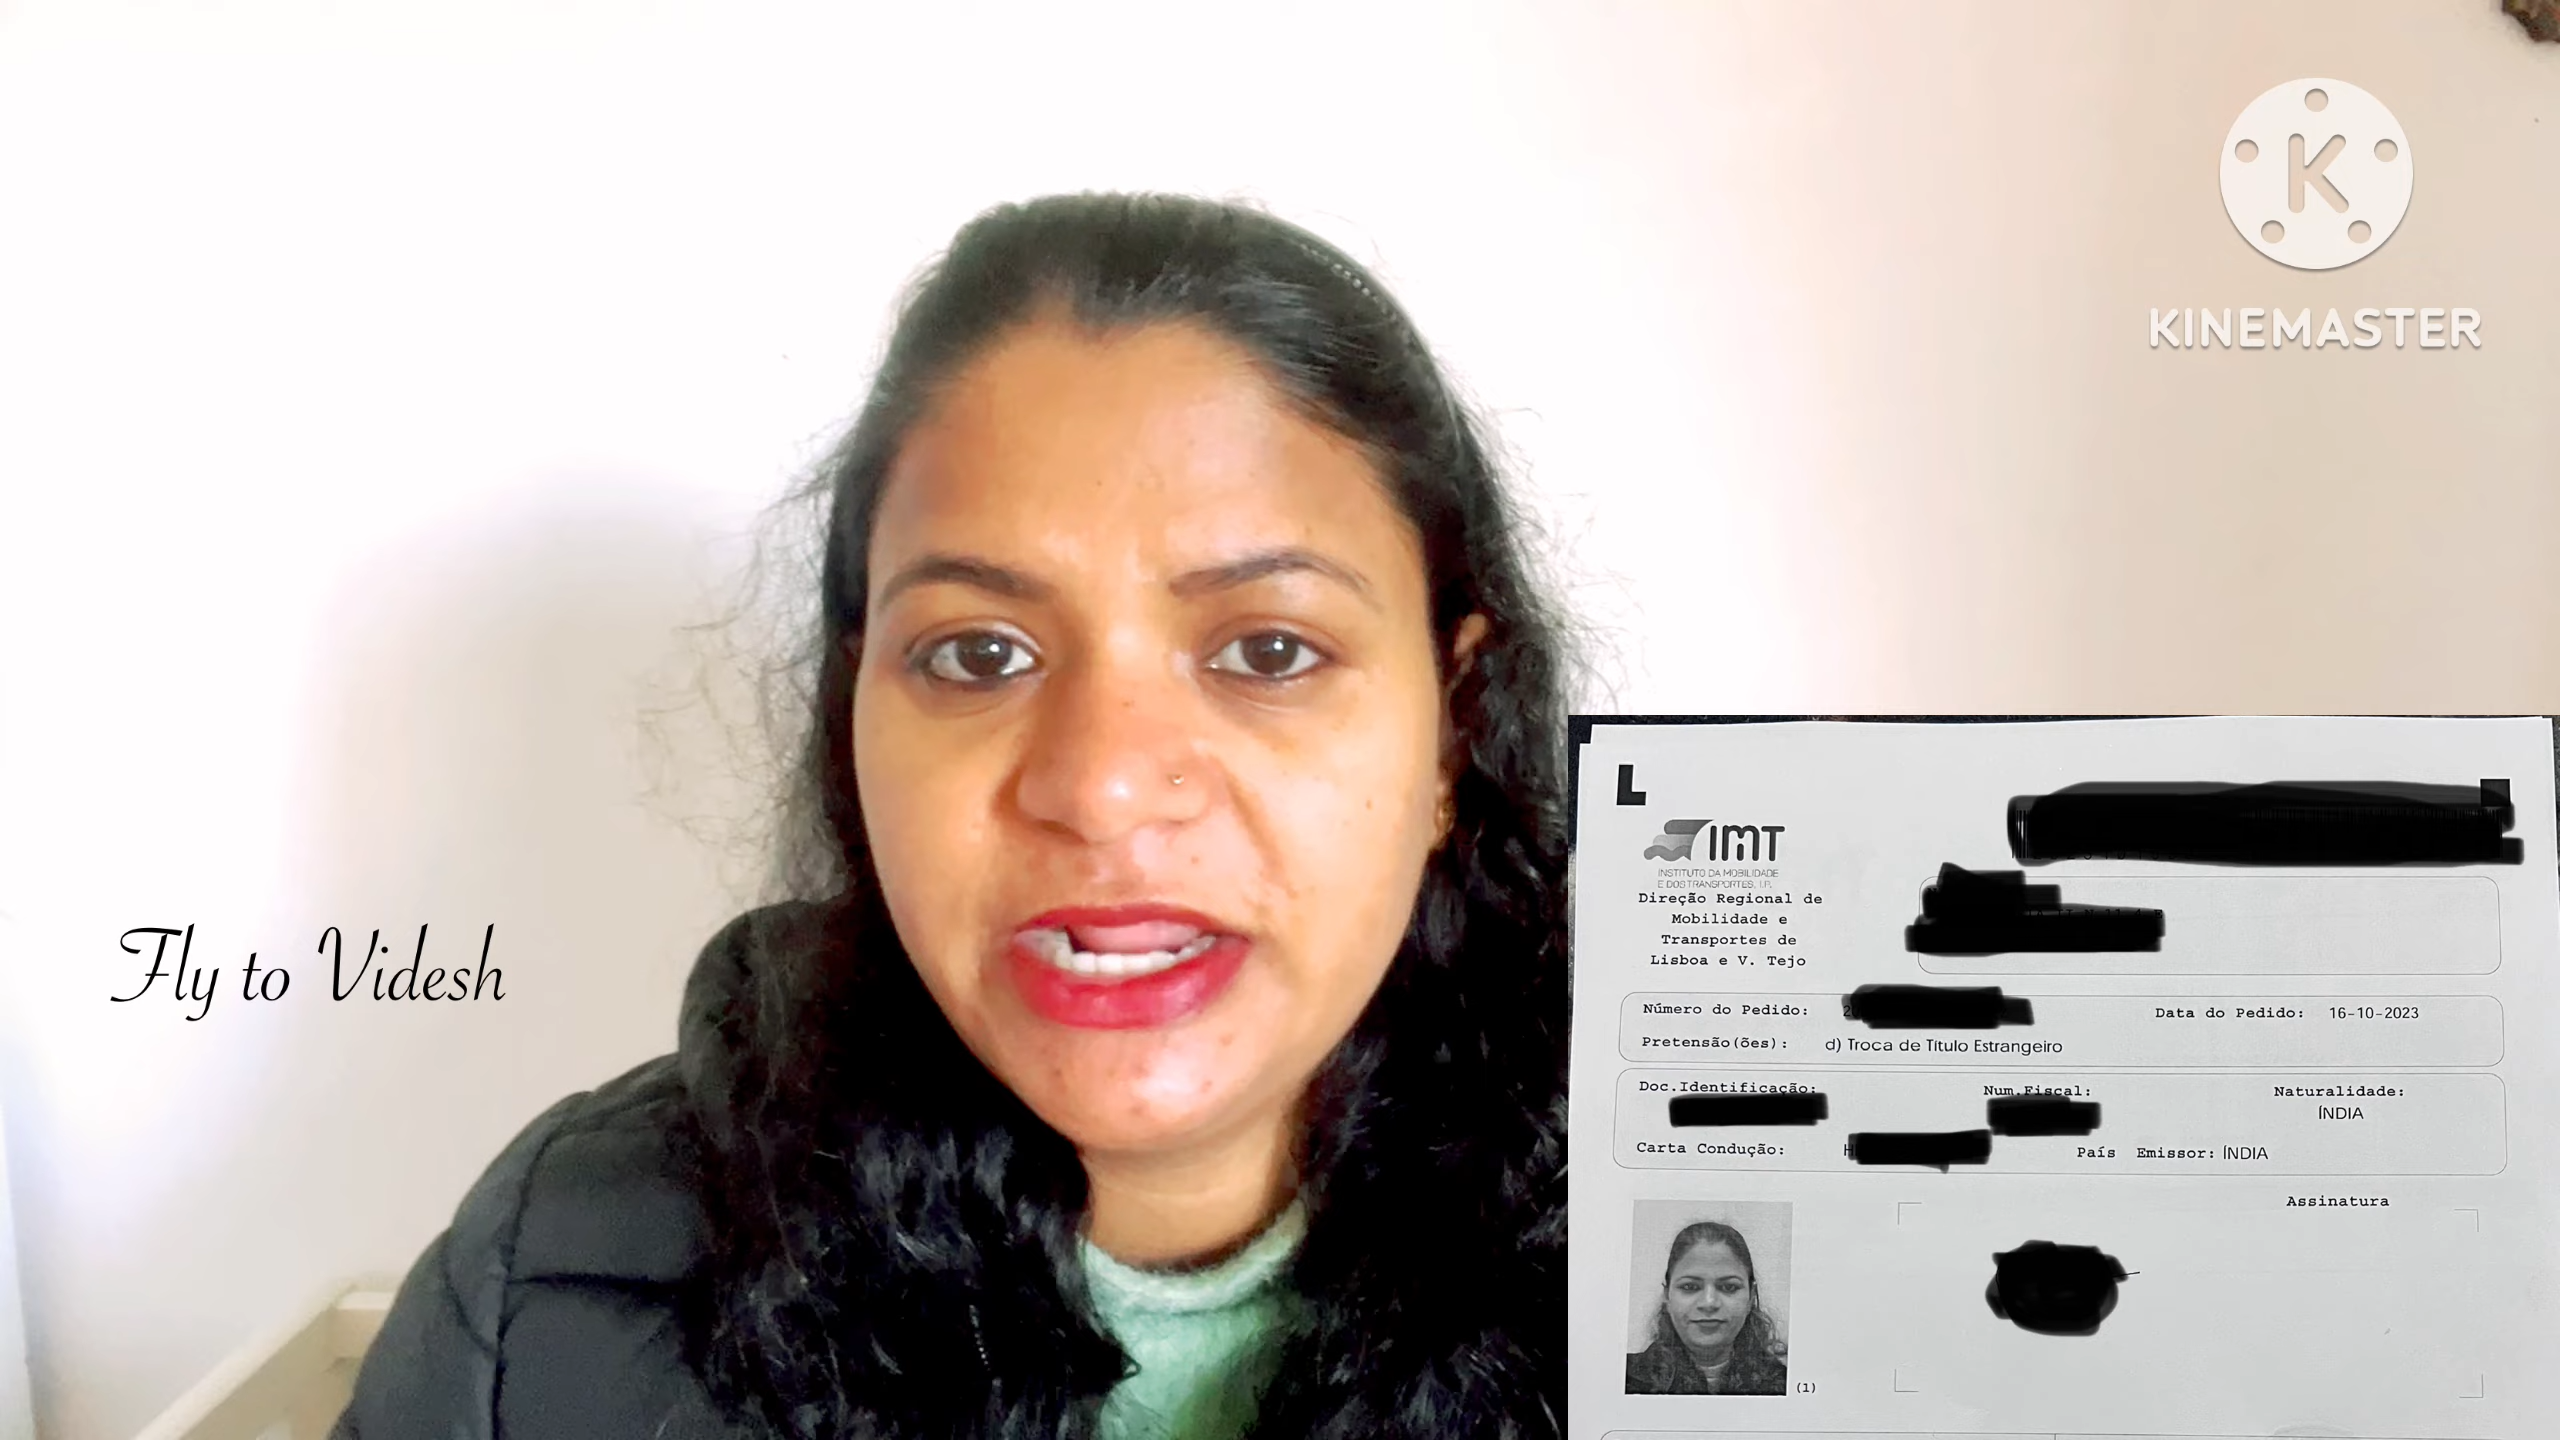 KINEMASTER
Fly to Videsh
IMT
INSTITUTO DA MOBILIDADE
E DOS TRANSPORTES, I.P.
Direção Regional de
Mobilidade e
Transportes de
Lisboa e V. Tejo
Número do Pedido:
Data do Pedido: 16-10-2023
Pretensão(ões): d) Troca de Título Estrangeiro
Doc.Identificação:
Num.Fiscal:
Naturalidade:
ÍNDIA
Carta Condução:
País Emissor: ÍNDIA
Assinatura
(1)